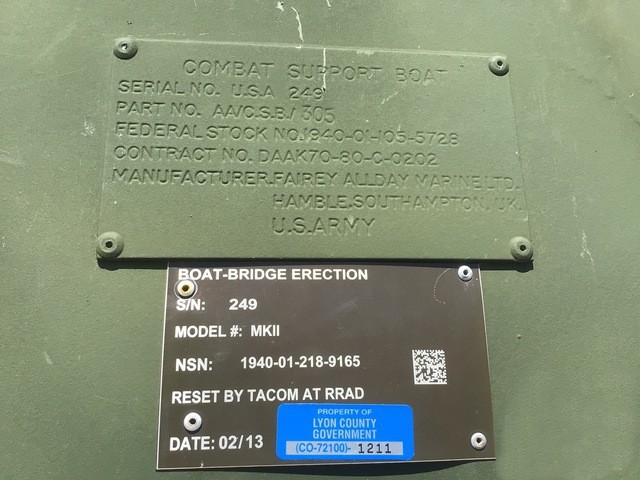 COMBAT SUPPORT BOAT
SERIAL NO. U.S.A 249
PART NO. AA/C.S.B./ 305
FEDERAL STOCK NO.1940-01-105-5728
CONTRACT NO. DAAK70-80-C-0202
MANUFACTURER.FAIREY ALLDAY MARINE LTD.
HAMBLE.SOUTHAMPTON, UK.
U.S.ARMY
BOAT-BRIDGE ERECTION
S/N: 249
MODEL #: MKII
NSN: 1940-01-218-9165
RESET BY TACOM AT RRAD
DATE: 02/13
PROPERTY OF
LYON COUNTY
GOVERNMENT
(CO-72100)- 1211